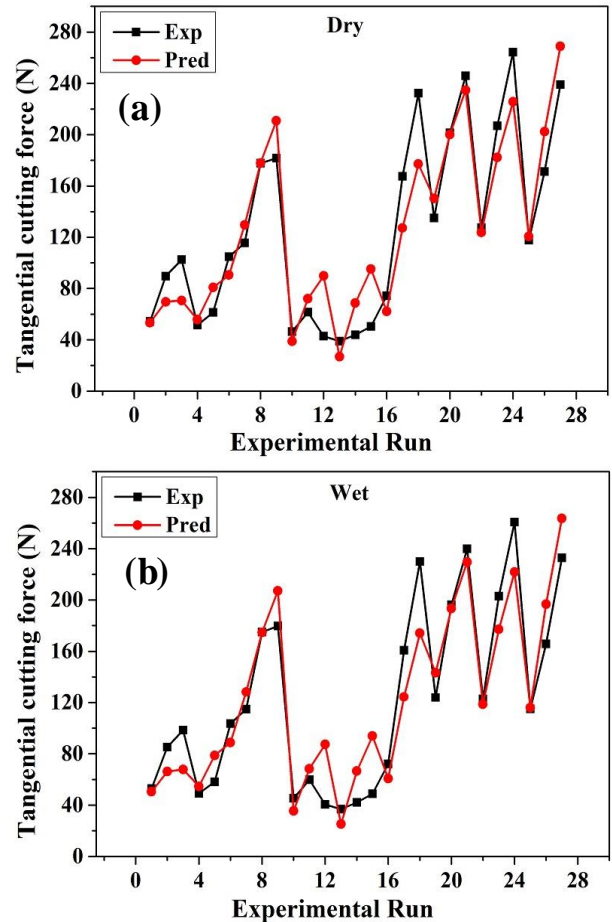 Dry
Exp
Pred
(a)
Tangential cutting force (N)
280
240
200
160
120
80
40
0
0 4 8 12 16 20 24 28
Experimental Run
Wet
Exp
Pred
(b)
Tangential cutting force (N)
280
240
200
160
120
80
40
0
0 4 8 12 16 20 24 28
Experimental Run